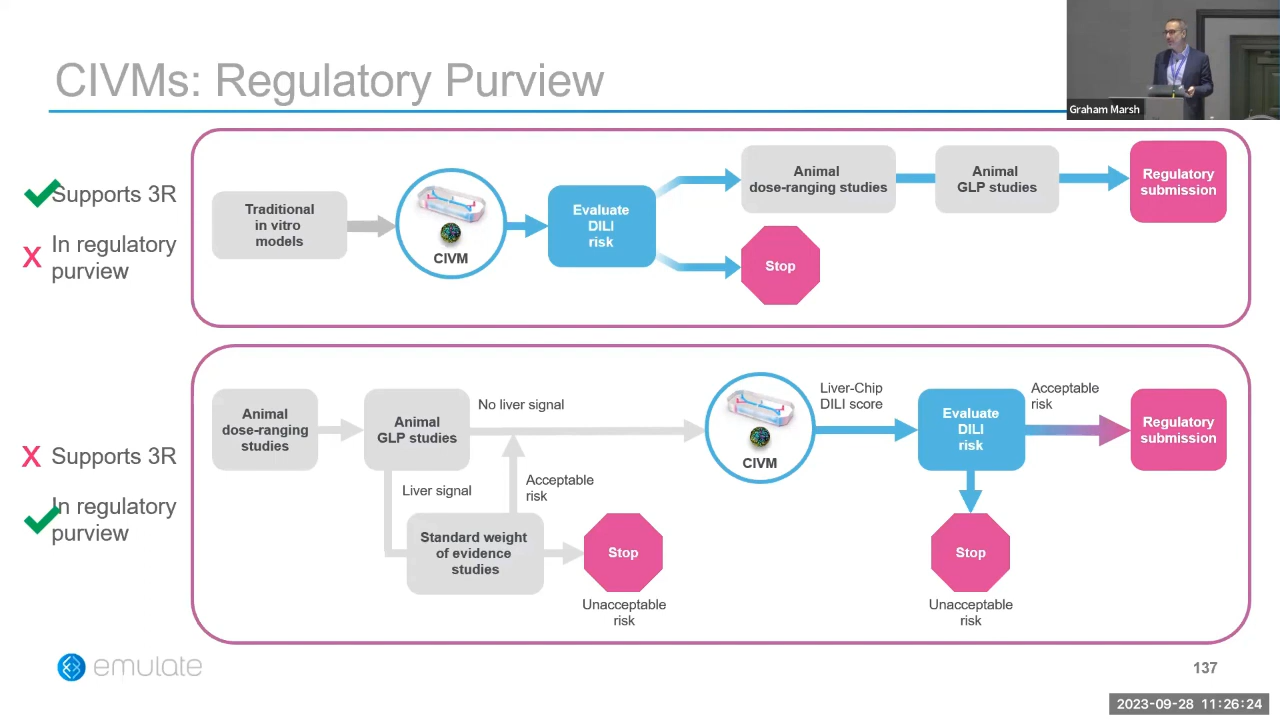 CIVMs: Regulatory Purview
Graham Marsh
Supports 3R
In regulatory
purview
Traditional
in vitro
models
CIVM
Evaluate
DILI
risk
Animal
dose-ranging studies
Animal
GLP studies
Regulatory
submission
Stop
Supports 3R
In regulatory
purview
Animal
dose-ranging
studies
Animal
GLP studies
No liver signal
Liver signal
Acceptable
risk
Standard weight
of evidence
studies
Stop
Unacceptable
risk
CIVM
Liver-Chip
DILI score
Evaluate
DILI
risk
Acceptable
risk
Regulatory
submission
Stop
Unacceptable
risk
emulate
137
2023-09-28 11:26:24